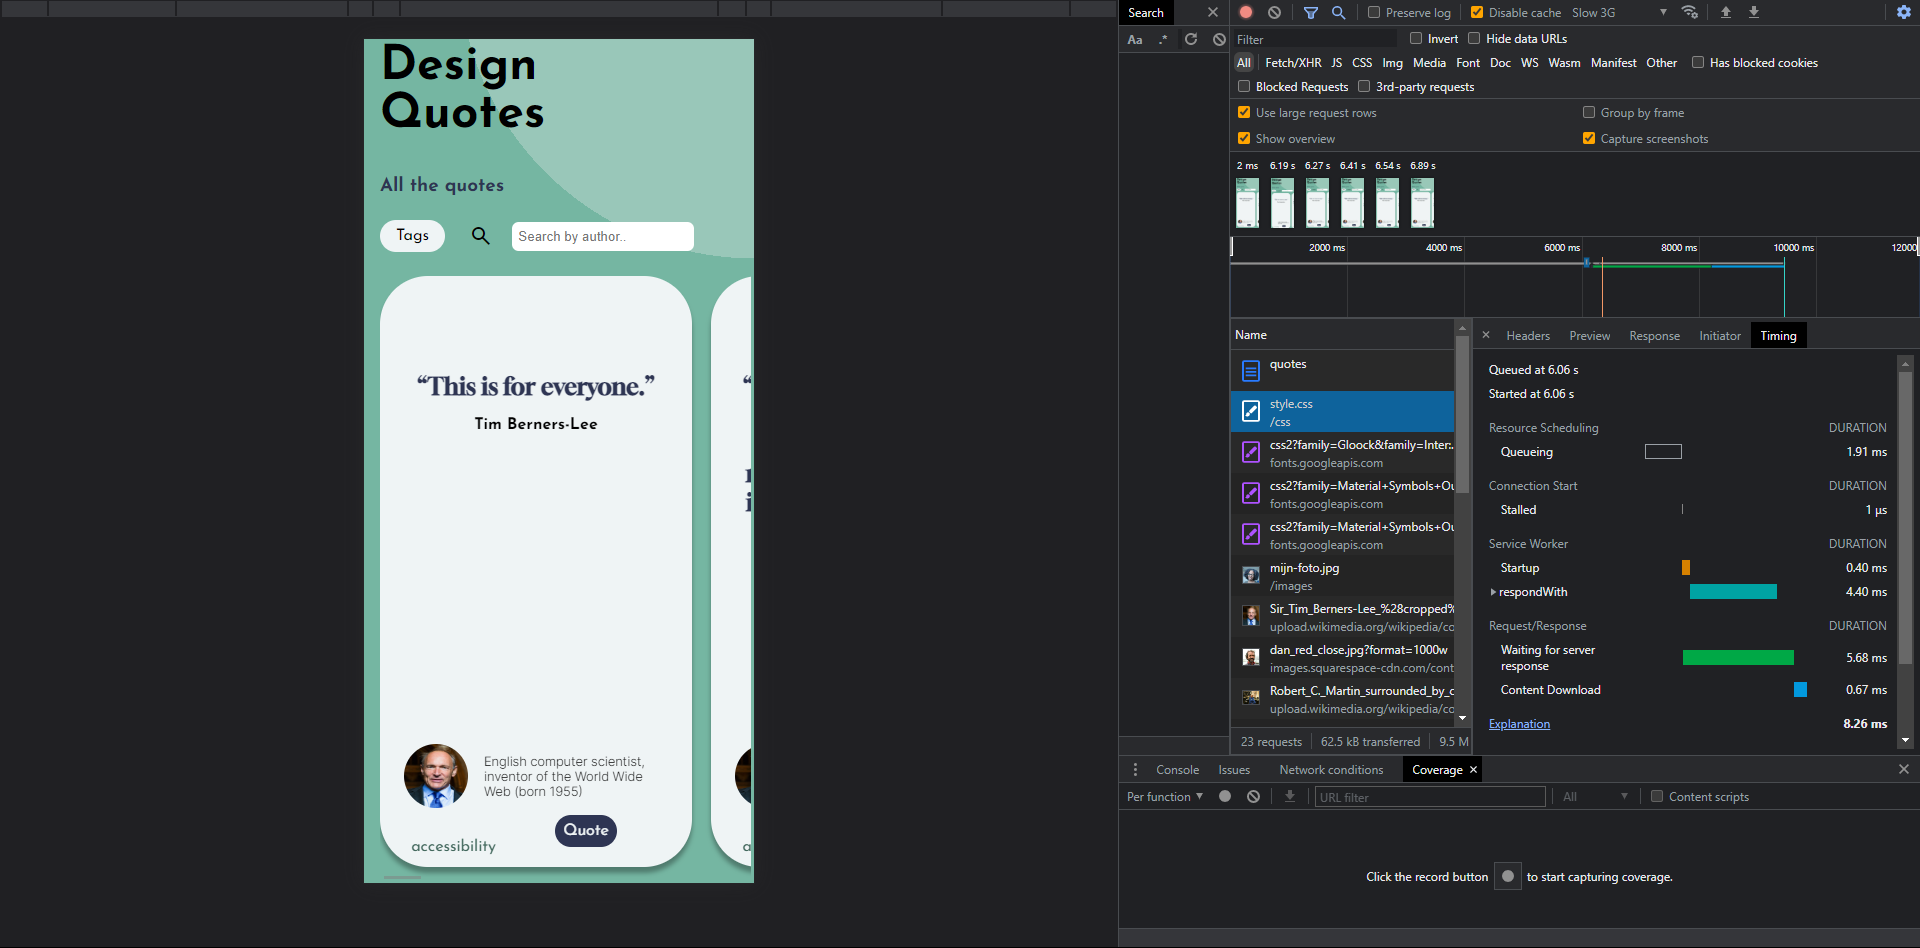 Design
Quotes
All the quotes
Tags
Search by author..
“This is for everyone.”
Tim Berners-Lee
English computer scientist,
inventor of the World Wide
Web (born 1955)
Quote
accessibility
Search
Aa .*
Preserve log
Disable cache
Slow 3G
Filter
Invert
Hide data URLs
All
Fetch/XHR JS CSS Img Media Font Doc WS Wasm Manifest Other
Has blocked cookies
Blocked Requests
3rd-party requests
Use large request rows
Group by frame
Show overview
Capture screenshots
2 ms 6.19 s 6.27 s 6.41 s 6.54 s 6.89 s
2000 ms 4000 ms 6000 ms 8000 ms 10000 ms 12000
Name
quotes
style.css
/css
css2?family=Gloock&family=Inter:..
fonts.googleapis.com
css2?family=Material+Symbols+Ou
fonts.googleapis.com
css2?family=Material+Symbols+Ou
fonts.googleapis.com
mijn-foto.jpg
/images
Sir_Tim_Berners-Lee_%28cropped%
upload.wikimedia.org/wikipedia/co
dan_red_close.jpg?format=1000w
images.squarespace-cdn.com/cont
Robert_C._Martin_surrounded_by_c
upload.wikimedia.org/wikipedia/co
23 requests
62.5 kB transferred
9.5 M
Headers Preview Response Initiator Timing
Queued at 6.06 s
Started at 6.06 s
Resource Scheduling DURATION
Queueing 1.91 ms
Connection Start DURATION
Stalled 1 μs
Service Worker DURATION
Startup 0.40 ms
respondWith 4.40 ms
Request/Response DURATION
Waiting for server
response 5.68 ms
Content Download 0.67 ms
Explanation 8.26 ms
Console Issues Network conditions Coverage
Per function
URL filter
All
Content scripts
Click the record button to start capturing coverage.